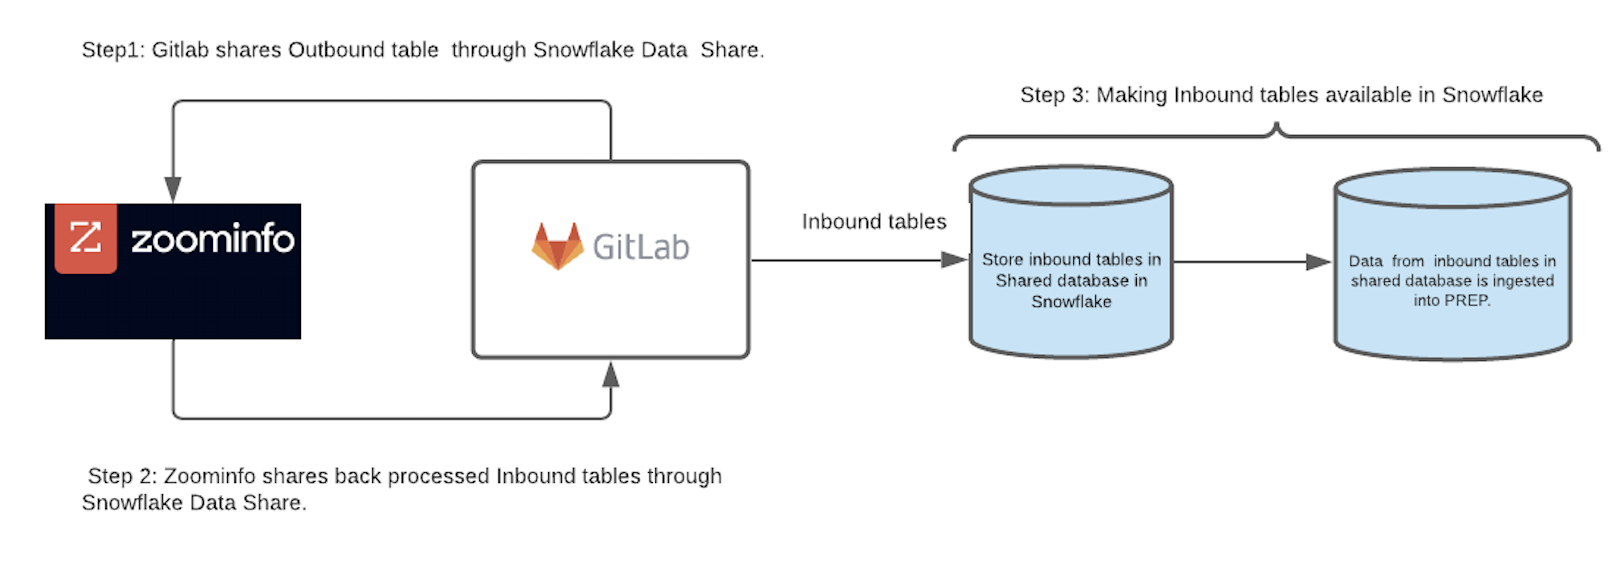 Step1: Gitlab shares Outbound table  through Snowflake Data  Share.
Step 3: Making Inbound tables available in Snowflake
zoominfo
GitLab
Inbound tables
Store inbound tables in
Shared database in
Snowflake
Data  from  inbound tables in
shared database is ingested
into PREP.
Step 2: Zoominfo shares back processed Inbound tables through
Snowflake Data Share.